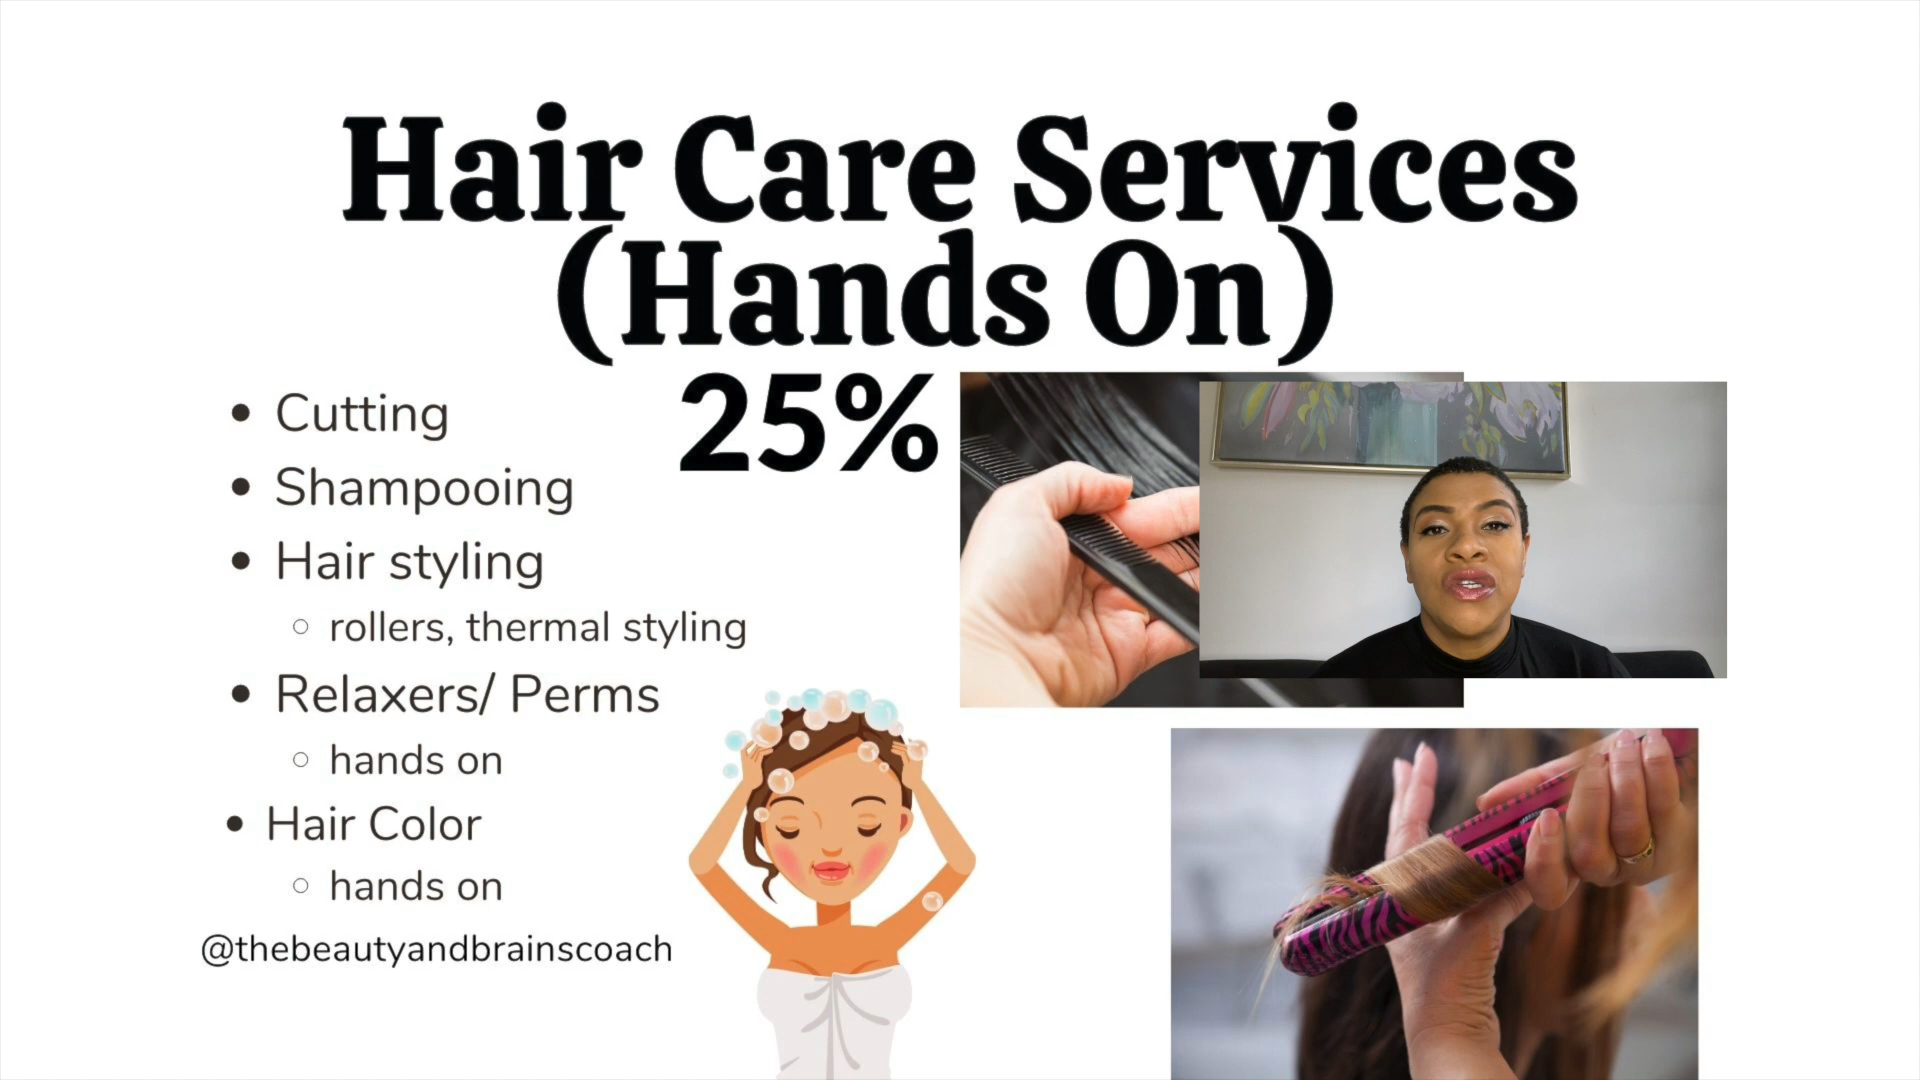 Hair Care Services
(Hands On)
25%
Cutting
Shampooing
Hair styling
rollers, thermal styling
Relaxers/ Perms
hands on
Hair Color
hands on
@thebeautyandbrainscoach